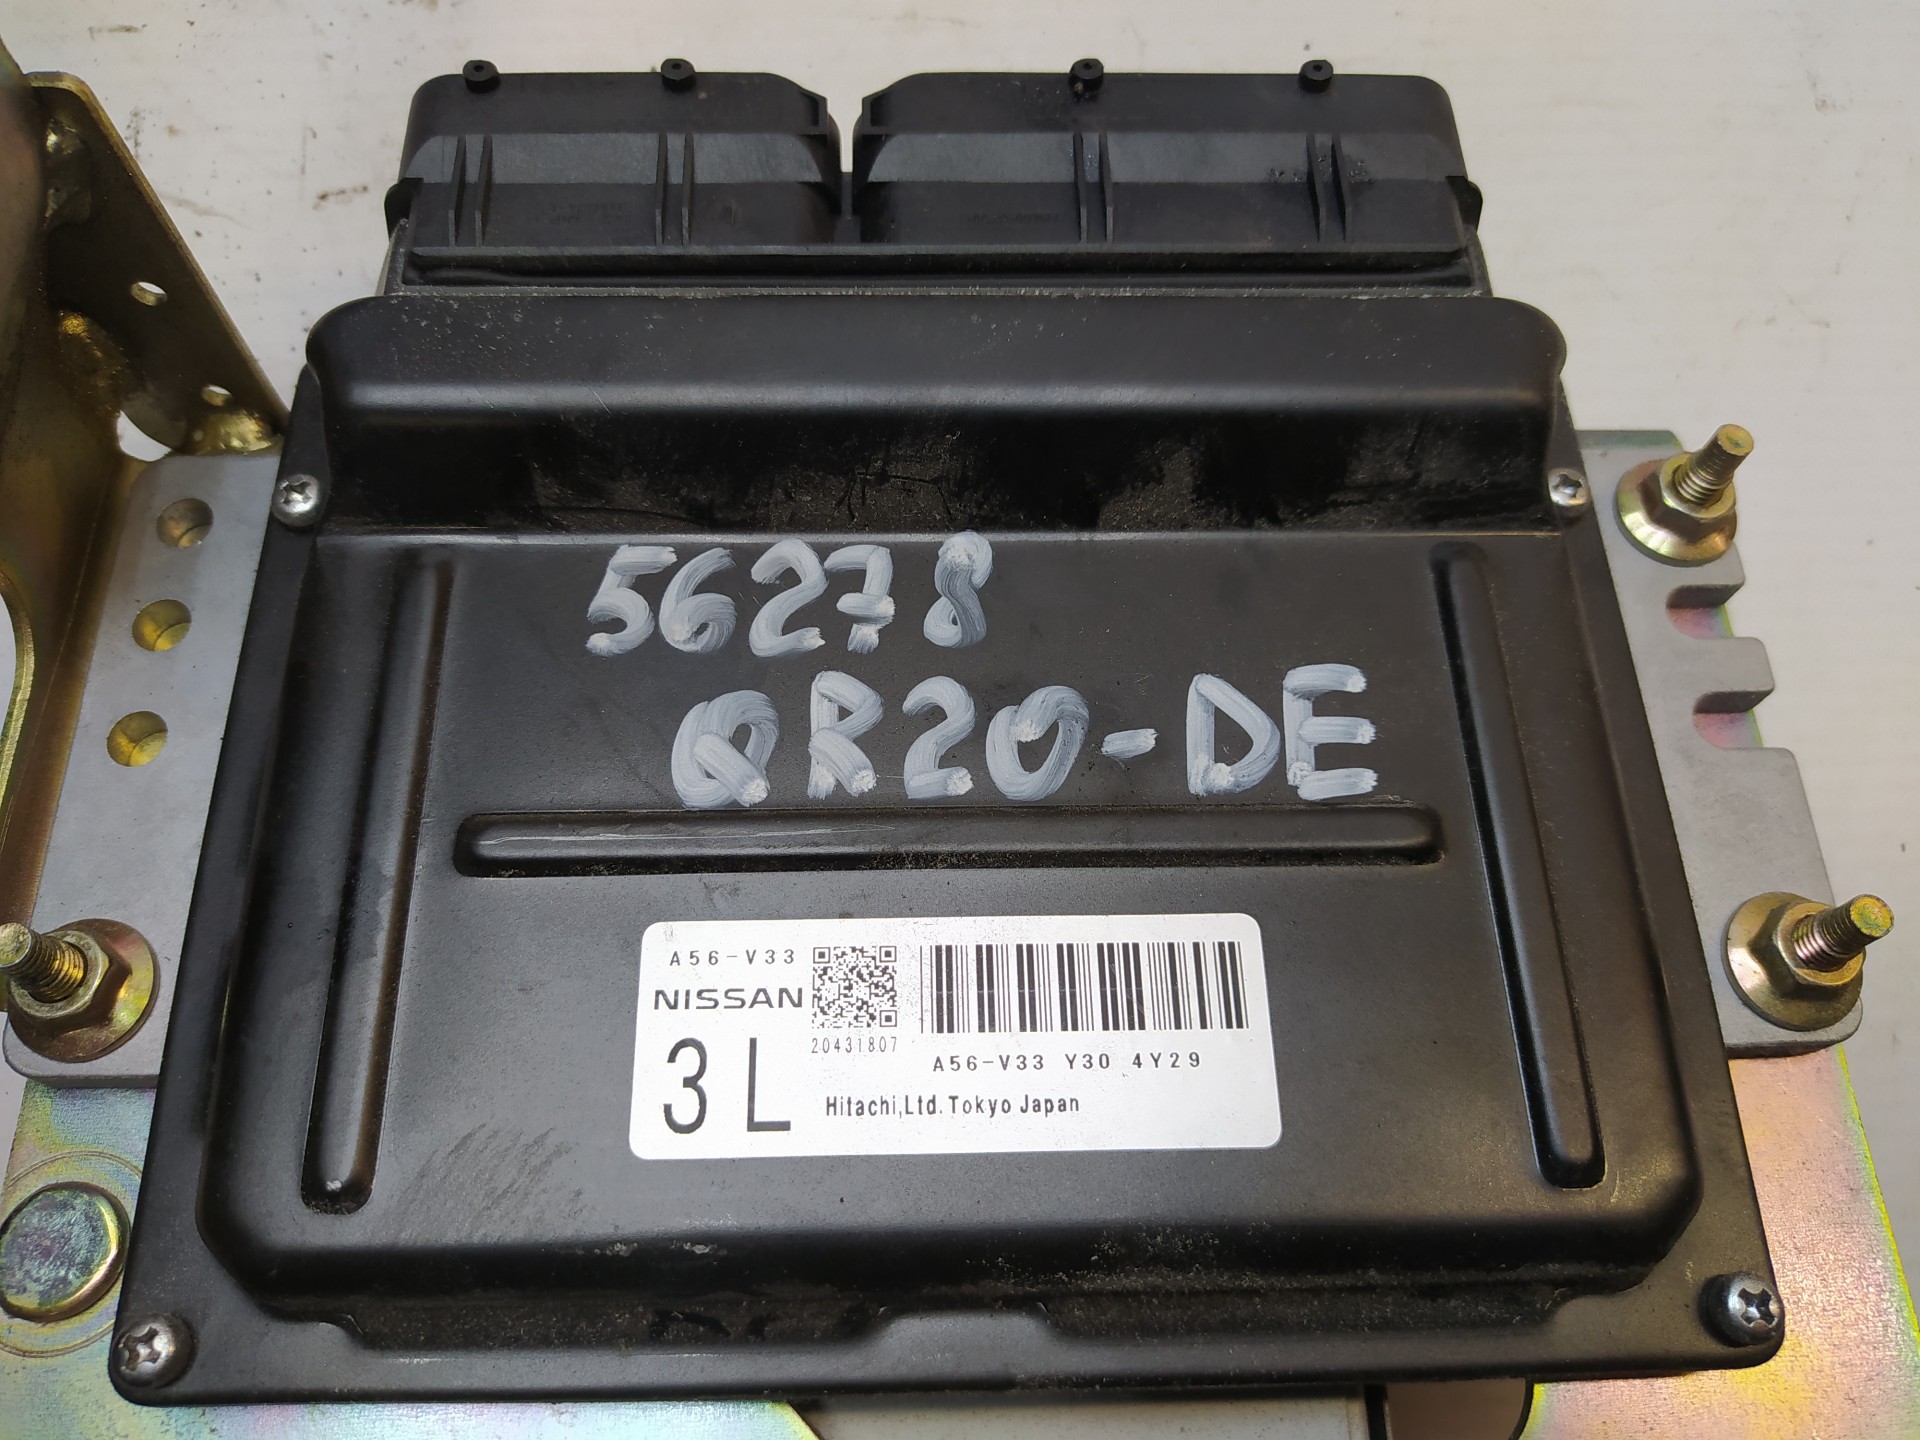 56278
QR20-DE
A56-V33
NISSAN
20431807
3 L
A56-V33 Y30 4Y29
Hitachi,Ltd. Tokyo Japan